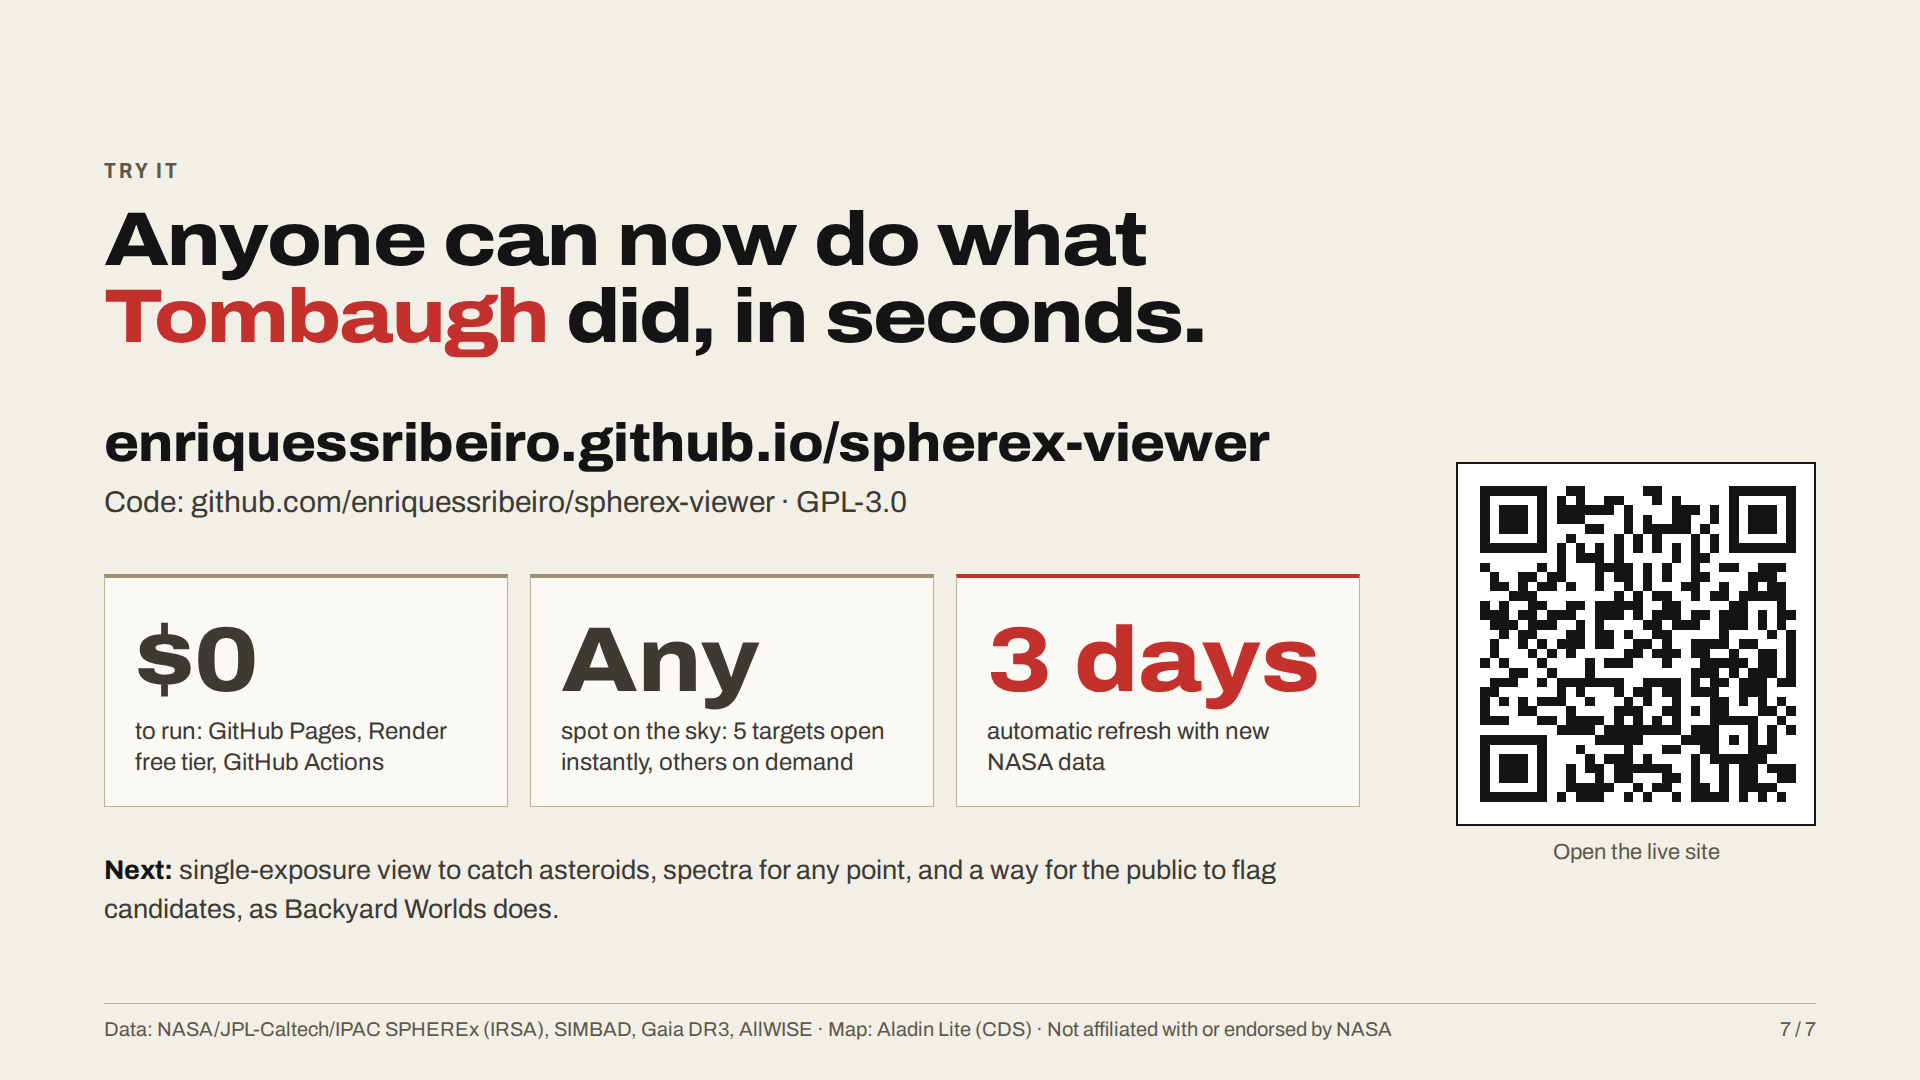 TRY IT
Anyone can now do what
Tombaugh did, in seconds.
enriquessribeiro.github.io/spherex-viewer
Code: github.com/enriquessribeiro/spherex-viewer · GPL-3.0
$0
to run: GitHub Pages, Render
free tier, GitHub Actions
Any
spot on the sky: 5 targets open
instantly, others on demand
3 days
automatic refresh with new
NASA data
Open the live site
Next: single-exposure view to catch asteroids, spectra for any point, and a way for the public to flag
candidates, as Backyard Worlds does.
Data: NASA/JPL-Caltech/IPAC SPHEREx (IRSA), SIMBAD, Gaia DR3, AllWISE · Map: Aladin Lite (CDS) · Not affiliated with or endorsed by NASA
7 / 7